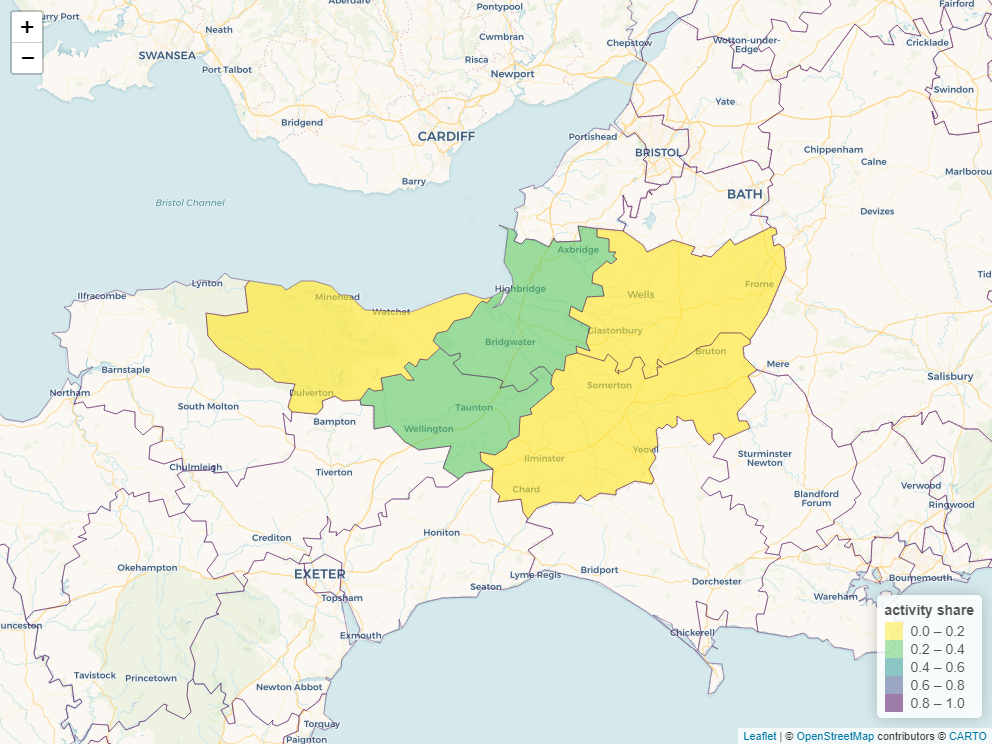 urry Port
Aberdare
Pontypool
Fairford
Neath
Cwmbran
Wotton-under-
Edge
Chepstow
Cricklade
+
SWANSEA
Risca
−
Port Talbot
Newport
Swindon
Yate
Bridgend
CARDIFF
Portishead
BRISTOL
Chippenham
Calne
Marlborou
Barry
BATH
Bristol Channel
Devizes
Axbridge
Tid
Lynton
Highbridge
Frome
Ilfracombe
Minehead
Wells
Watchet
Glastonbury
Bridgwater
Bruton
Mere
Barnstaple
Salisbury
Somerton
Northam
Dulverton
South Molton
Taunton
Bampton
Wellington
Yeovil
Sturminster
Newton
Ilminster
Chulmleigh
Tiverton
Verwood
Chard
Blandford
Forum
Ringwood
Honiton
Crediton
Okehampton
EXETER
Lyme Regis
Bridport
Bournemouth
Dorchester
Seaton
Wareham
Topsham
unceston
Exmouth
Chickerell
Tavistock
Princetown
Newton Abbot
Torquay
Paignton
activity share
0.0 – 0.2
0.2 – 0.4
0.4 – 0.6
0.6 – 0.8
0.8 – 1.0
Leaflet | © OpenStreetMap contributors © CARTO